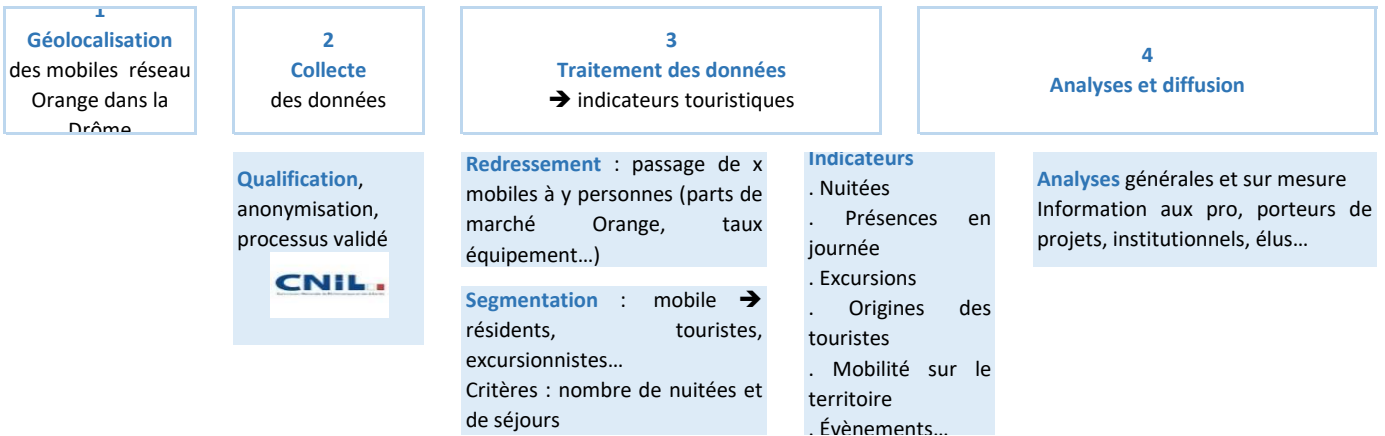 1
Géolocalisation
des mobiles réseau
Orange dans la
Drôme
2
Collecte
des données
3
Traitement des données
➔ indicateurs touristiques
4
Analyses et diffusion
Qualification,
anonymisation,
processus validé
CNIL
Redressement : passage de x
mobiles à y personnes (parts de
marché Orange, taux
équipement…)
Segmentation : mobile ➔
résidents, touristes,
excursionnistes…
Critères : nombre de nuitées et
de séjours
Indicateurs
. Nuitées
. Présences en
journée
. Excursions
. Origines des
touristes
. Mobilité sur le
territoire
. Évènements…
Analyses générales et sur mesure
Information aux pro, porteurs de
projets, institutionnels, élus…